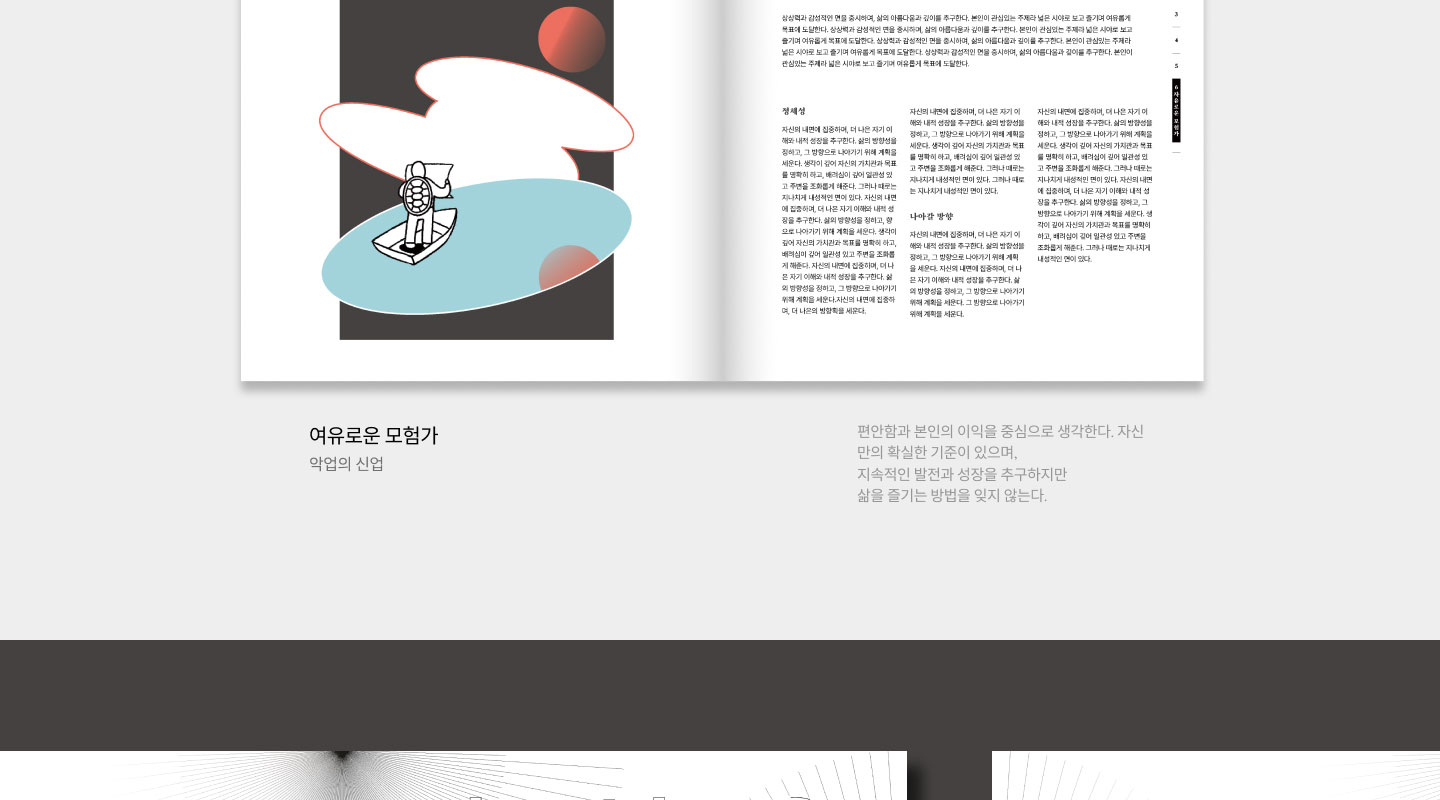 상상력과 감성적인 면을 중시하며, 삶의 아름다움과 깊이를 추구한다. 본인이 관심있는 주제라 넓은 시야로 보고 즐기며 여유롭게
목표에 도달한다. 상상력과 감성적인 면을 중시하며, 삶의 아름다움과 깊이를 추구한다. 본인이 관심있는 주제라 넓은 시야로 보고
즐기며 여유롭게 목표에 도달한다. 상상력과 감성적인 면을 중시하며, 삶의 아름다움과 깊이를 추구한다. 본인이 관심있는 주제라
넓은 시야로 보고 즐기며 여유롭게 목표에 도달한다. 상상력과 감성적인 면을 중시하며, 삶의 아름다움과 깊이를 추구한다. 본인이
관심있는 주제라 넓은 시야로 보고 즐기며 여유롭게 목표에 도달한다.
정세성
자신의 내면에 집중하며, 더 나은 자기 이
해와 내적 성장을 추구한다. 삶의 방향성을
정하고, 그 방향으로 나아가기 위해 계획을
세운다. 생각이 깊어 자신의 가치관과 목표
를 명확히 하고, 배려심이 깊어 일관성 있
고 주변을 조화롭게 해준다. 그러나 때로는
지나치게 내성적인 면이 있다. 자신의 내면
에 집중하며, 더 나은 자기 이해와 내적 성
장을 추구한다. 삶의 방향성을 정하고, 향
으로 나아가기 위해 계획을 세운다. 생각이
깊어 자신의 가치관과 목표를 명확히 하고,
배려심이 깊어 일관성 있고 주변을 조화롭
게 해준다. 자신의 내면에 집중하며, 더 나
은 자기 이해와 내적 성장을 추구한다. 삶
의 방향성을 정하고, 그 방향으로 나아가기
위해 계획을 세운다.자신의 내면에 집중하
며, 더 나은의 방향획을 세운다.
자신의 내면에 집중하며, 더 나은 자기 이
해와 내적 성장을 추구한다. 삶의 방향성을
정하고, 그 방향으로 나아가기 위해 계획을
세운다. 생각이 깊어 자신의 가치관과 목표
를 명확히 하고, 배려심이 깊어 일관성 있
고 주변을 조화롭게 해준다. 그러나 때로는
지나치게 내성적인 면이 있다. 그러나 때로
는 지나치게 내성적인 면이 있다.
나아갈 방향
자신의 내면에 집중하며, 더 나은 자기 이
해와 내적 성장을 추구한다. 삶의 방향성을
정하고, 그 방향으로 나아가기 위해 계획
을 세운다. 자신의 내면에 집중하며, 더 나
은 자기 이해와 내적 성장을 추구한다. 삶
의 방향성을 정하고, 그 방향으로 나아가기
위해 계획을 세운다. 그 방향으로 나아가기
위해 계획을 세운다.
자신의 내면에 집중하며, 더 나은 자기 이
해와 내적 성장을 추구한다. 삶의 방향성을
정하고, 그 방향으로 나아가기 위해 계획을
세운다. 생각이 깊어 자신의 가치관과 목표
를 명확히 하고, 배려심이 깊어 일관성 있
고 주변을 조화롭게 해준다. 그러나 때로는
지나치게 내성적인 면이 있다. 자신의 내면
에 집중하며, 더 나은 자기 이해와 내적 성
장을 추구한다. 삶의 방향성을 정하고, 그
방향으로 나아가기 위해 계획을 세운다. 생
각이 깊어 자신의 가치관과 목표를 명확히
하고, 배려심이 깊어 일관성 있고 주변을
조화롭게 해준다. 그러나 때로는 지나치게
내성적인 면이 있다.
3
4
5
6 자유로운 모험가
여유로운 모험가
악업의 신업
편안함과 본인의 이익을 중심으로 생각한다. 자신
만의 확실한 기준이 있으며,
지속적인 발전과 성장을 추구하지만
삶을 즐기는 방법을 잊지 않는다.